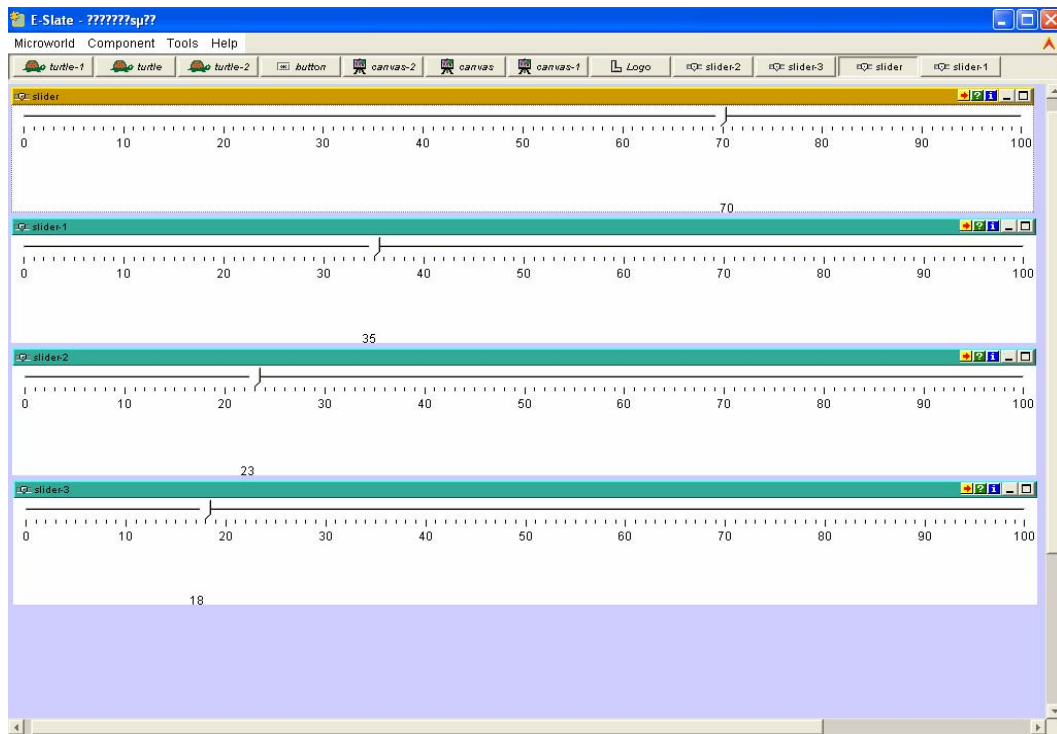 E-Slate - ???????sµ??
Microworld Component Tools Help
turtle-1 turtle turtle-2 button canvas-2 canvas canvas-1 Logo slider-2 slider-3 slider slider-1
slider
0 10 20 30 40 50 60 70 80 90 100
70
slider-1
0 10 20 30 40 50 60 70 80 90 100
35
slider-2
0 10 20 30 40 50 60 70 80 90 100
23
slider-3
0 10 20 30 40 50 60 70 80 90 100
18